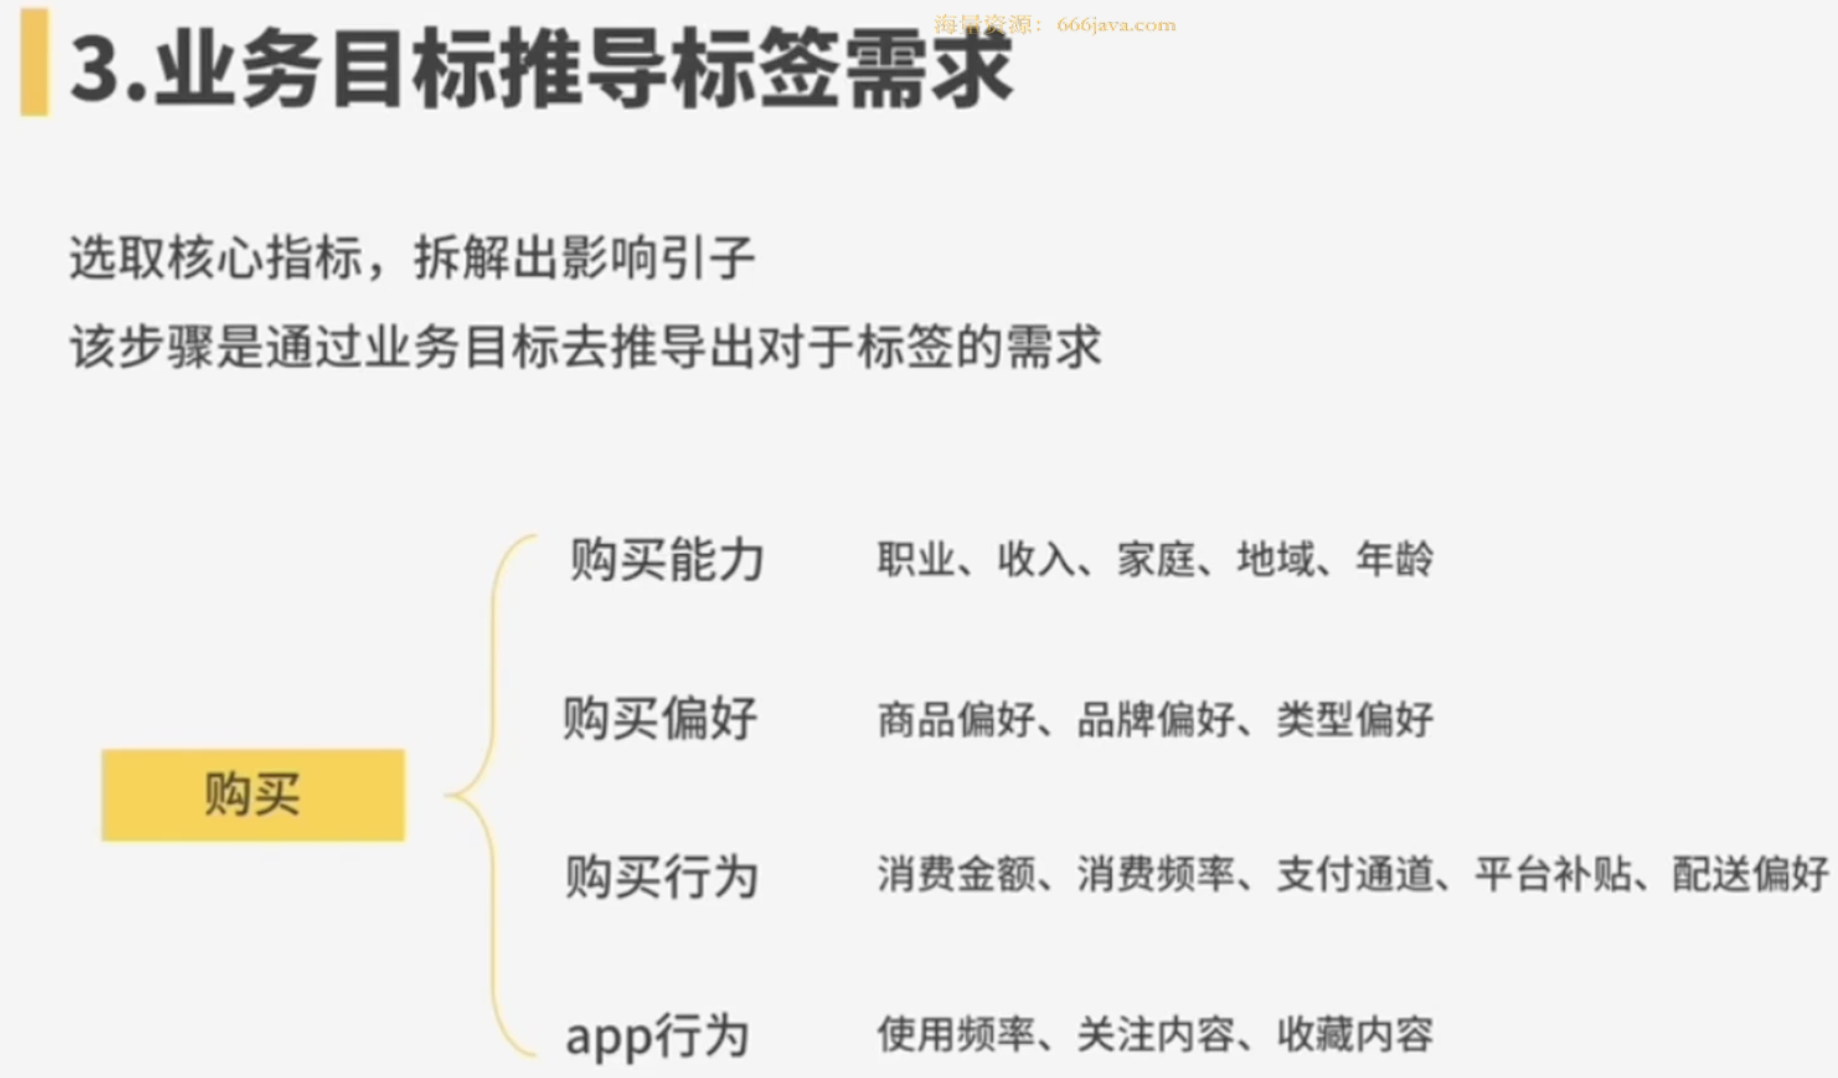 海量资源：666java.com
3.业务目标推导标签需求
选取核心指标，拆解出影响引子
该步骤是通过业务目标去推导出对于标签的需求
购买
购买能力 职业、收入、家庭、地域、年龄
购买偏好 商品偏好、品牌偏好、类型偏好
购买行为 消费金额、消费频率、支付通道、平台补贴、配送偏好
app行为 使用频率、关注内容、收藏内容